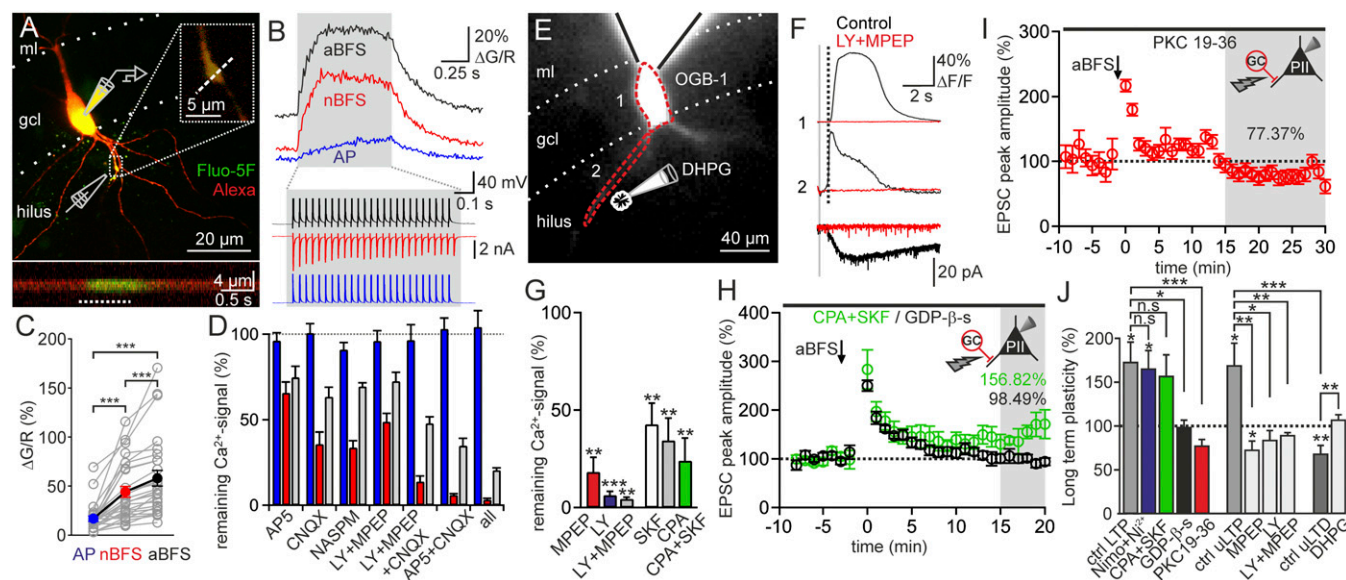 A
ml
gcl
hilus
5 µm
Fluo-5F
Alexa
20 µm
4 µm
0.5 s
B
aBFS
nBFS
AP
20%
ΔG/R
0.25 s
40 mV
0.1 s
2 nA
C
ΔG/R (%)
200
150
100
50
0
***
***
***
AP nBFS aBFS
D
remaining Ca²⁺-signal (%)
100
50
0
AP5
CNQX
NASPM
LY+MPEP
LY+MPEP
+CNQX
AP5+CNQX
all
E
ml
gcl
hilus
1
2
OGB-1
DHPG
40 µm
F
Control
LY+MPEP
40%
ΔF/F
2 s
1
2
20 pA
G
remaining Ca²⁺-signal (%)
50
0
**
***
**
**
**
**
MPEP
LY
LY+MPEP
SKF
CPA
CPA+SKF
H
CPA+SKF / GDP-β-s
EPSC peak amplitude (%)
400
300
200
100
0
aBFS
GC
PII
156.82%
98.49%
-10 -5 0 5 10 15 20
time (min)
I
PKC 19-36
EPSC peak amplitude (%)
300
200
100
0
aBFS
GC
PII
77.37%
-10 -5 0 5 10 15 20 25 30
time (min)
J
Long term plasticity (%)
200
150
100
50
0
***
*
n.s
n.s
*
*
***
**
*
**
*
*
**
**
ctrl LTP
Nimo+Ni²⁺
CPA+SKF
GDP-β-s
PKC19-36
ctrl uLTP
MPEP
LY
LY+MPEP
ctrl uLTD
DHPG